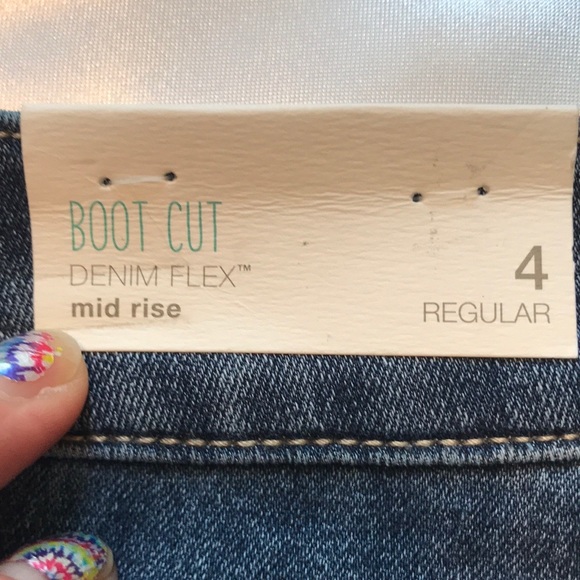 BOOT CUT
DENIM FLEX™
mid rise
4
REGULAR